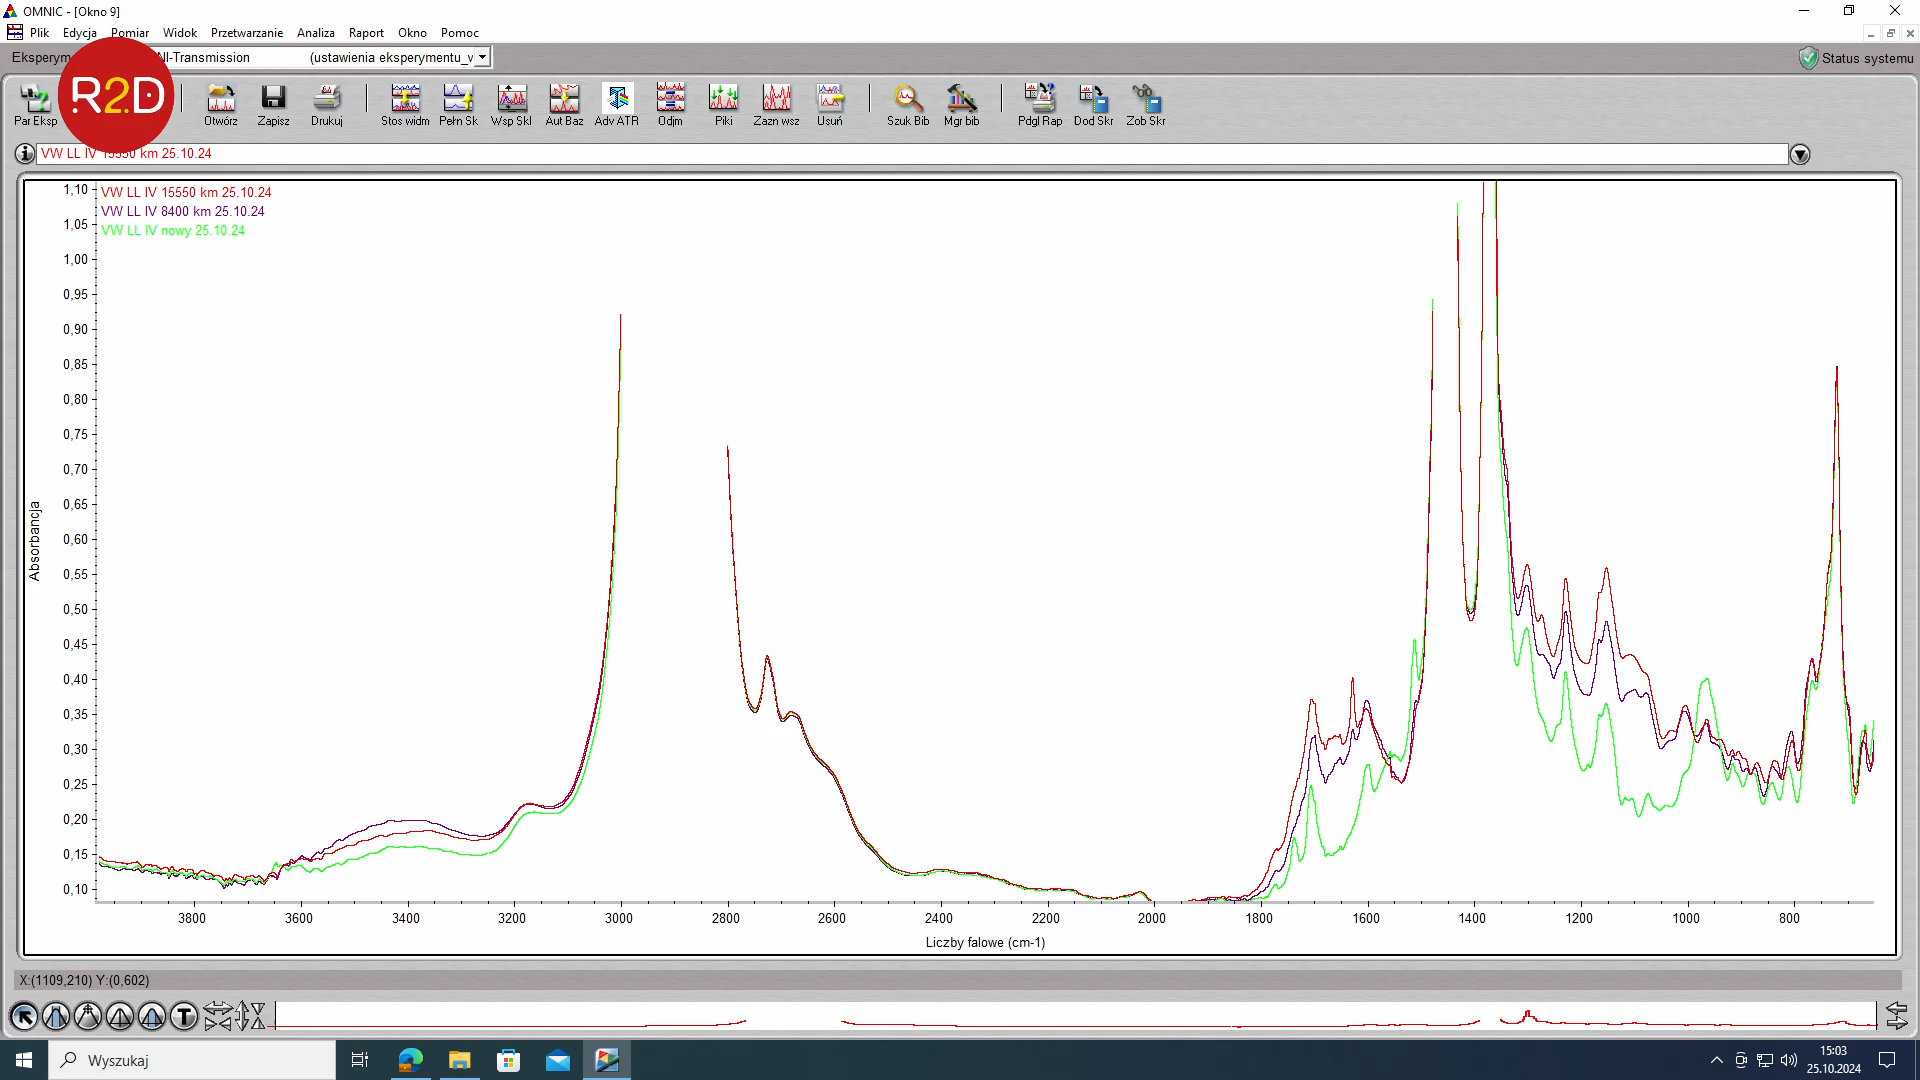 OMNIC - [Okno 9]
Plik Edycja Pomiar Widok Przetwarzanie Analiza Raport Okno Pomoc
Eksperym NI-Transmission (ustawienia eksperymentu_v Status systemu
R2D
Par Eksp Otwórz Zapisz Drukuj Stos widm Pełn Sk Wsp Skl Aut Baz Adv ATR Odjm Piki Zazn wsz Usuń Szuk Bib Mgr bib Pdgl Rap Dod Skr Zob Skr
VW LL IV 15550 km 25.10.24
VW LL IV 15550 km 25.10.24
VW LL IV 8400 km 25.10.24
VW LL IV nowy 25.10.24
1,10
1,05
1,00
0,95
0,90
0,85
0,80
0,75
0,70
0,65
0,60
0,55
0,50
0,45
0,40
0,35
0,30
0,25
0,20
0,15
0,10
Absorbancja
3800 3600 3400 3200 3000 2800 2600 2400 2200 2000 1800 1600 1400 1200 1000 800
Liczby falowe (cm-1)
X:(1109,210) Y:(0,602)
T
Wyszukaj
15:03
25.10.2024